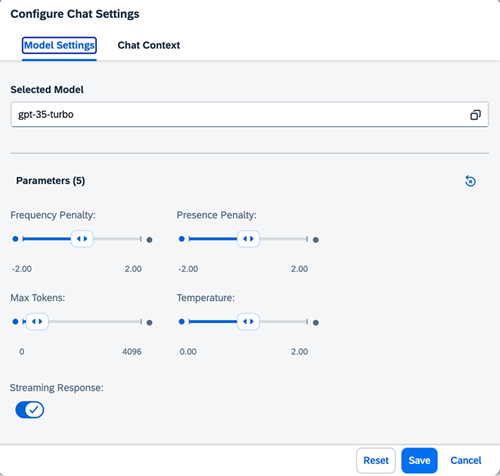 Configure Chat Settings
Model Settings Chat Context
Selected Model
gpt-35-turbo
Parameters (5)
Frequency Penalty: Presence Penalty:
-2.00 2.00 -2.00 2.00
Max Tokens: Temperature:
0 4096 0.00 2.00
Streaming Response:
Reset Save Cancel